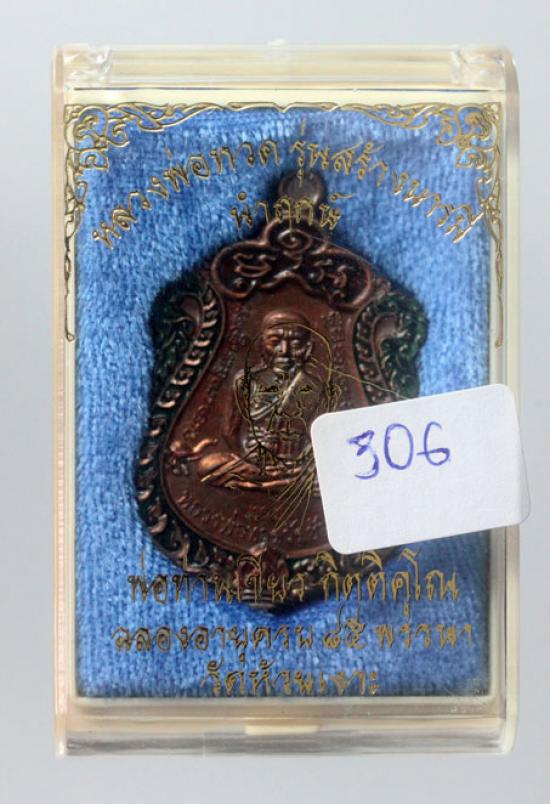 หลวงพ่อทวด รุ่นสร้างบารมี
นำฤกษ์
306
พ่อท่านเขียว กิตติคุโณ
ฉลองอายุครบ ๘๕ พรรษา
วัดห้วยเงาะ